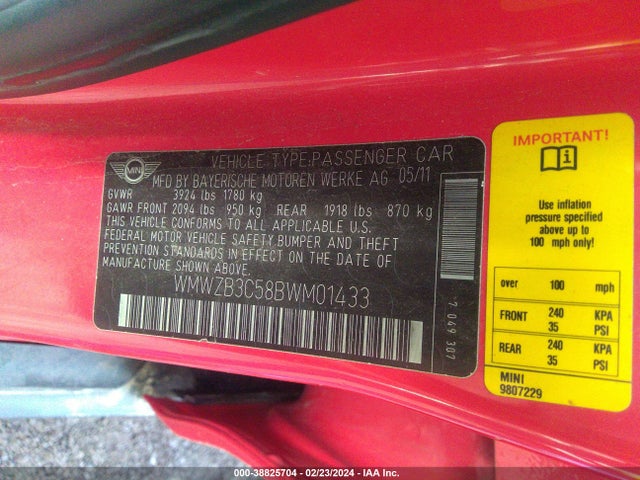 MINI
VEHICLE TYPE:PASSENGER CAR
MFD BY BAYERISCHE MOTOREN WERKE AG 05/11
GVWR 3924 lbs 1780 kg
GAWR FRONT 2094 lbs 950 kg REAR 1918 lbs 870 kg
THIS VEHICLE CONFORMS TO ALL APPLICABLE U.S.
FEDERAL MOTOR VEHICLE SAFETY,BUMPER AND THEFT
PREVENTION STANDARDS IN EFFECT ON THE DATE OF
MANUFACTURE SHOWN ABOVE.
WMWZB3C58BWM01433
7 049 307
IMPORTANT!
Use inflation
pressure specified
above for
speeds up to
100 mph only!
over 100 mph
FRONT 240 KPA
35 PSI
REAR 240 KPA
35 PSI
MINI
9807229
000-38825704 - 02/23/2024 - IAA Inc.